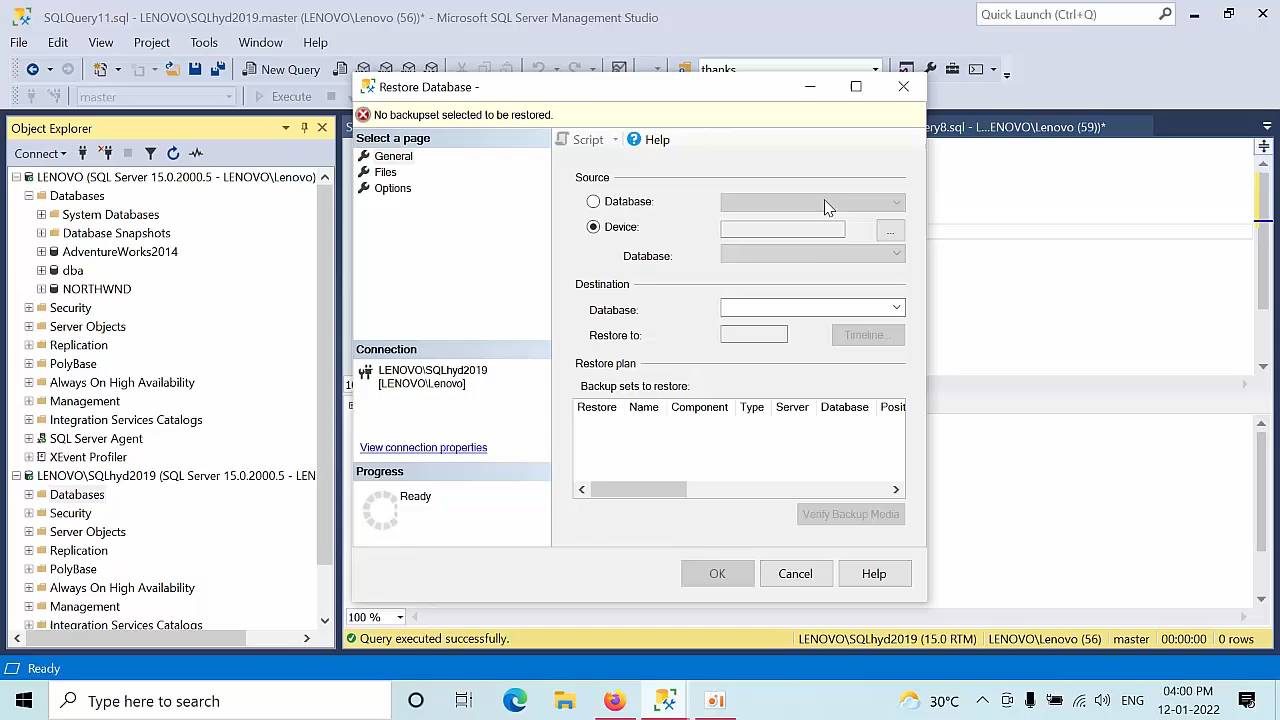 SQLQuery11.sql - LENOVO\SQLhyd2019.master (LENOVO\Lenovo (56))* - Microsoft SQL Server Management Studio
Quick Launch (Ctrl+Q)
File Edit View Project Tools Window Help
New Query
thanks
master
Execute
Object Explorer
Connect
LENOVO (SQL Server 15.0.2000.5 - LENOVO\Lenovo)
Databases
System Databases
Database Snapshots
AdventureWorks2014
dba
NORTHWND
Security
Server Objects
Replication
PolyBase
Always On High Availability
Management
Integration Services Catalogs
SQL Server Agent
XEvent Profiler
LENOVO\SQLhyd2019 (SQL Server 15.0.2000.5 - LEN
Databases
Security
Server Objects
Replication
PolyBase
Always On High Availability
Management
Integration Services Catalogs
ery8.sql - L...ENOVO\Lenovo (59))*
Restore Database -
No backupset selected to be restored.
Select a page
General
Files
Options
Connection
LENOVO\SQLhyd2019
[LENOVO\Lenovo]
View connection properties
Progress
Ready
Script
Help
Source
Database:
Device:
...
Database:
Destination
Database:
Restore to:
Timeline...
Restore plan
Backup sets to restore:
Restore Name Component Type Server Database Posit
Verify Backup Media
OK Cancel Help
100 %
Query executed successfully.
LENOVO\SQLhyd2019 (15.0 RTM) LENOVO\Lenovo (56) master 00:00:00 0 rows
Ready
Type here to search
30°C
ENG
04:00 PM
12-01-2022